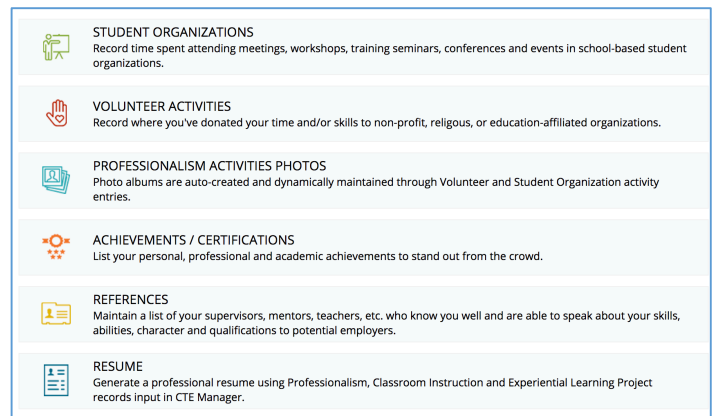 STUDENT ORGANIZATIONS
Record time spent attending meetings, workshops, training seminars, conferences and events in school-based student
organizations.
VOLUNTEER ACTIVITIES
Record where you've donated your time and/or skills to non-profit, religous, or education-affiliated organizations.
PROFESSIONALISM ACTIVITIES PHOTOS
Photo albums are auto-created and dynamically maintained through Volunteer and Student Organization activity
entries.
ACHIEVEMENTS / CERTIFICATIONS
List your personal, professional and academic achievements to stand out from the crowd.
REFERENCES
Maintain a list of your supervisors, mentors, teachers, etc. who know you well and are able to speak about your skills,
abilities, character and qualifications to potential employers.
RESUME
Generate a professional resume using Professionalism, Classroom Instruction and Experiential Learning Project
records input in CTE Manager.